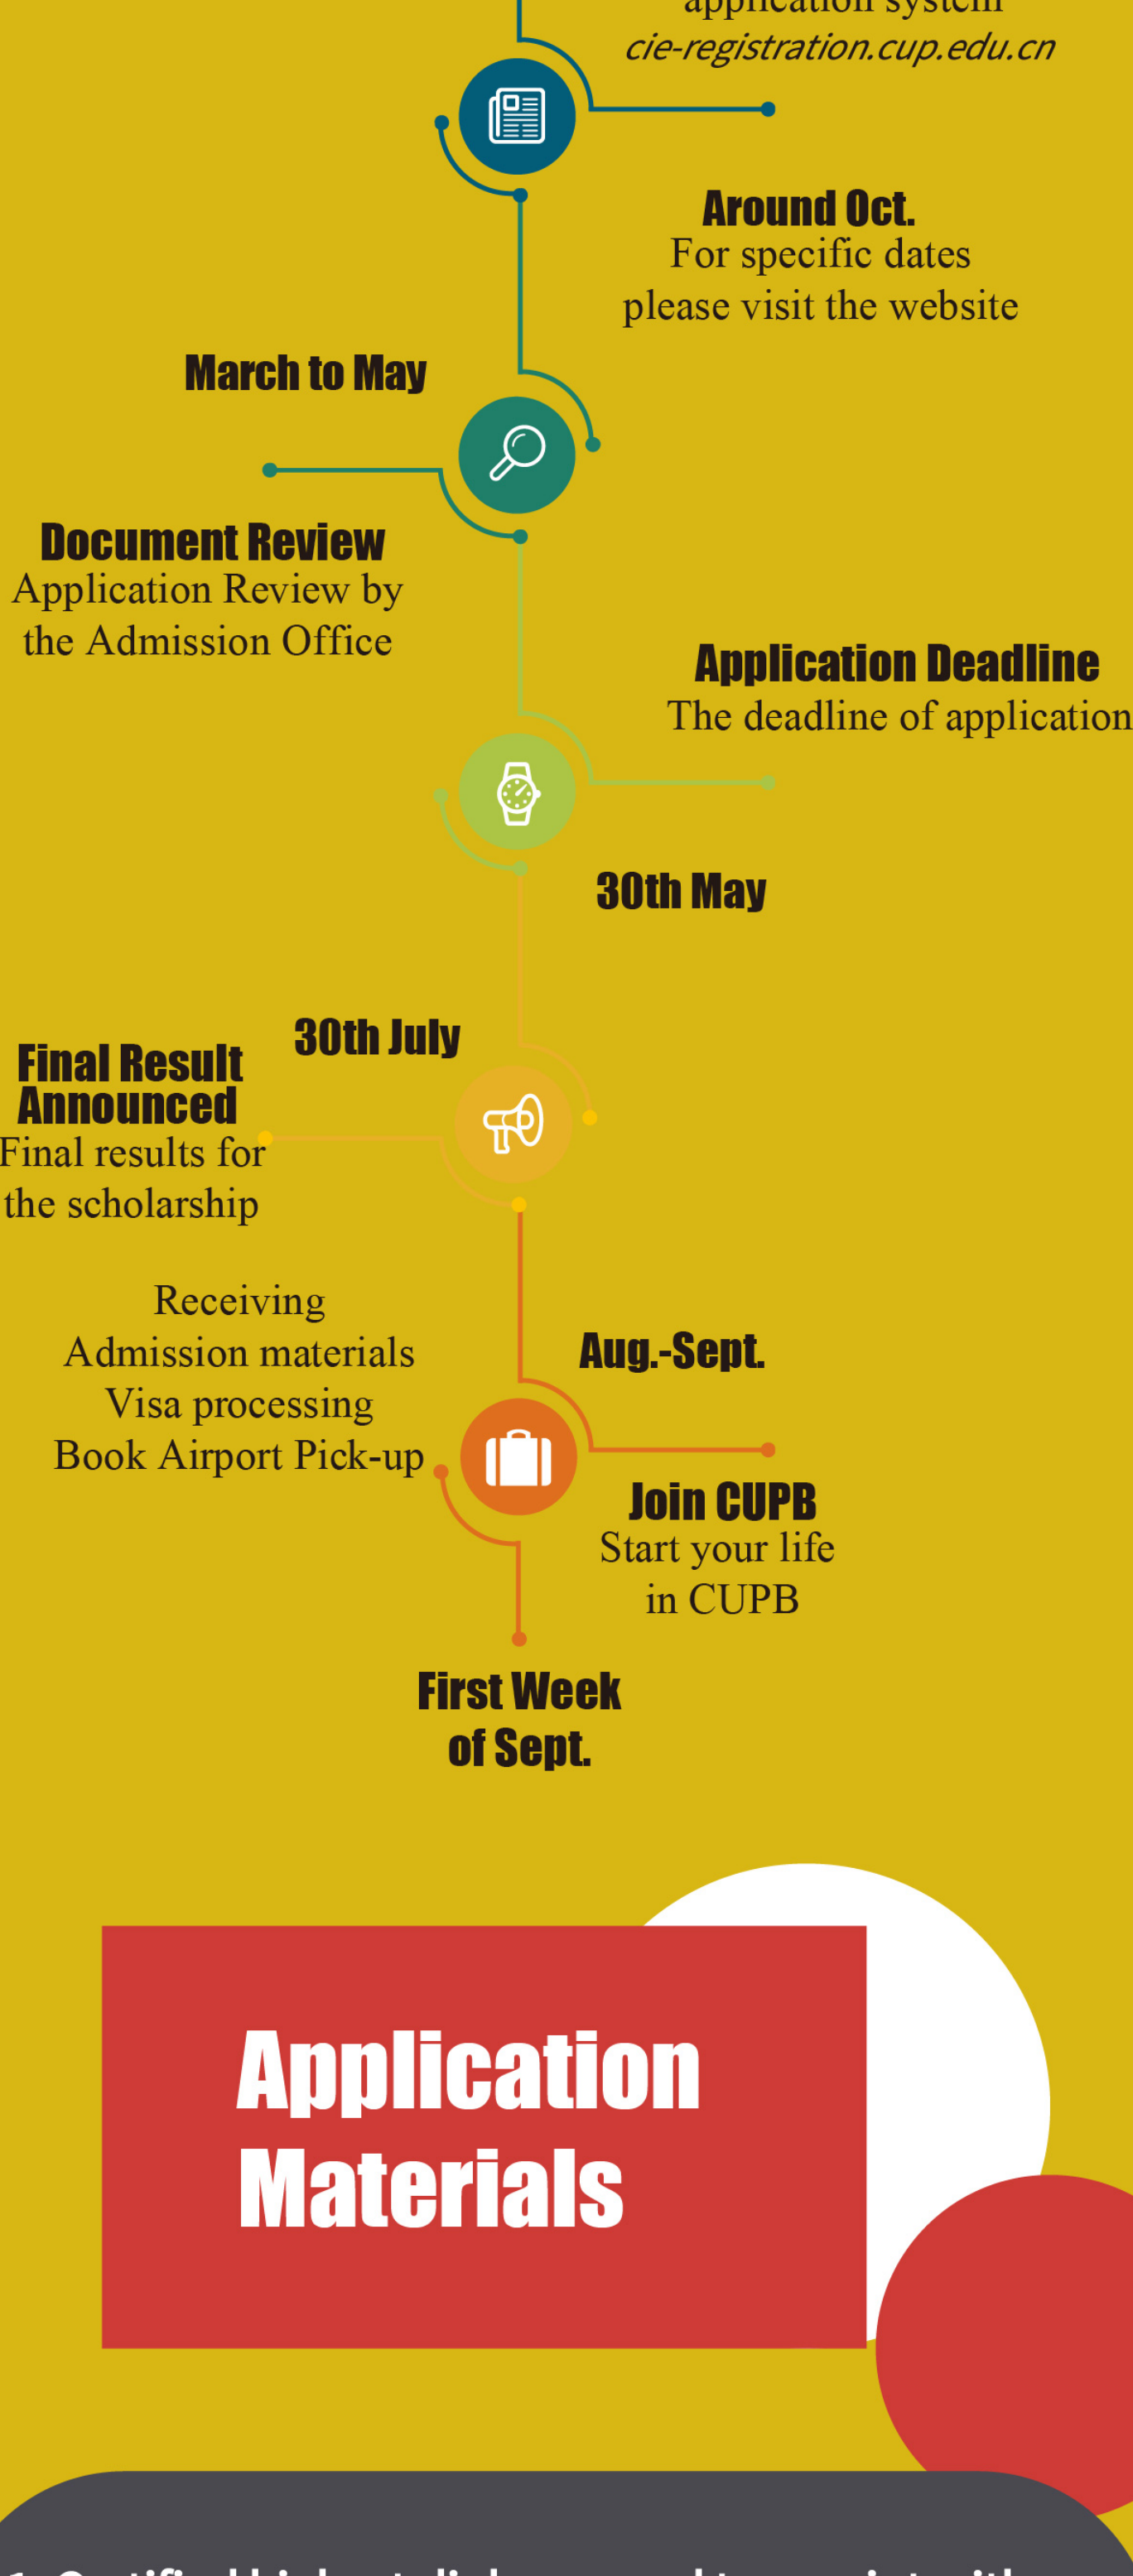 application system
cie-registration.cup.edu.cn
Around Oct.
For specific dates
please visit the website
March to May
Document Review
Application Review by
the Admission Office
Application Deadline
The deadline of application
30th May
30th July
Final Result
Announced
Final results for
the scholarship
Receiving
Admission materials
Visa processing
Book Airport Pick-up
Aug.-Sept.
Join CUPB
Start your life
in CUPB
First Week
of Sept.
Application
Materials